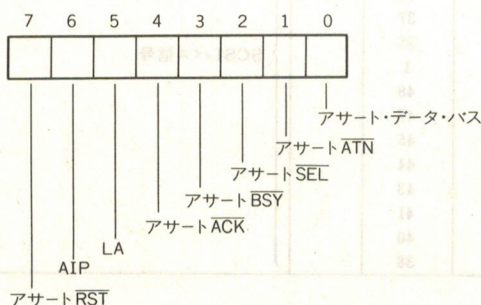 7 6 5 4 3 2 1 0
アサート・データ・バス
アサートATN
アサートSEL
アサートBSY
アサートACK
LA
AIP
アサートRST